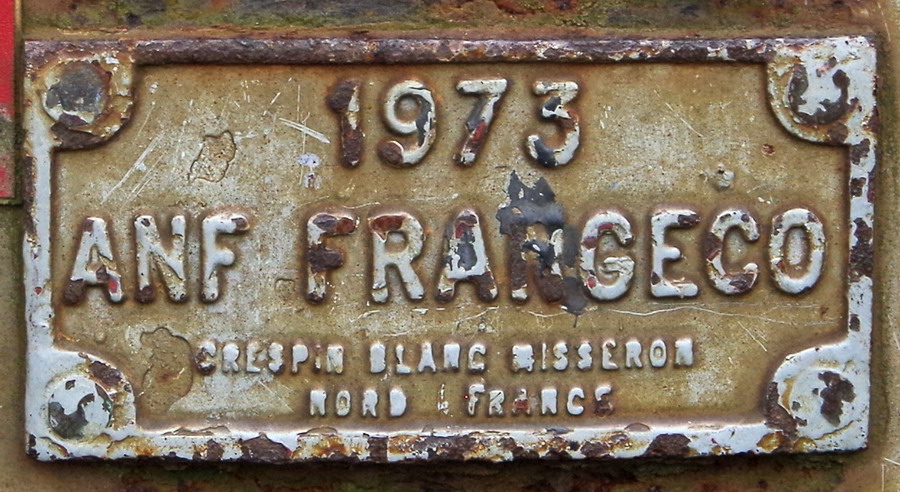 1973
ANF FRANGECO
CRESPIN BLANC MISSERON
NORD FRANCE